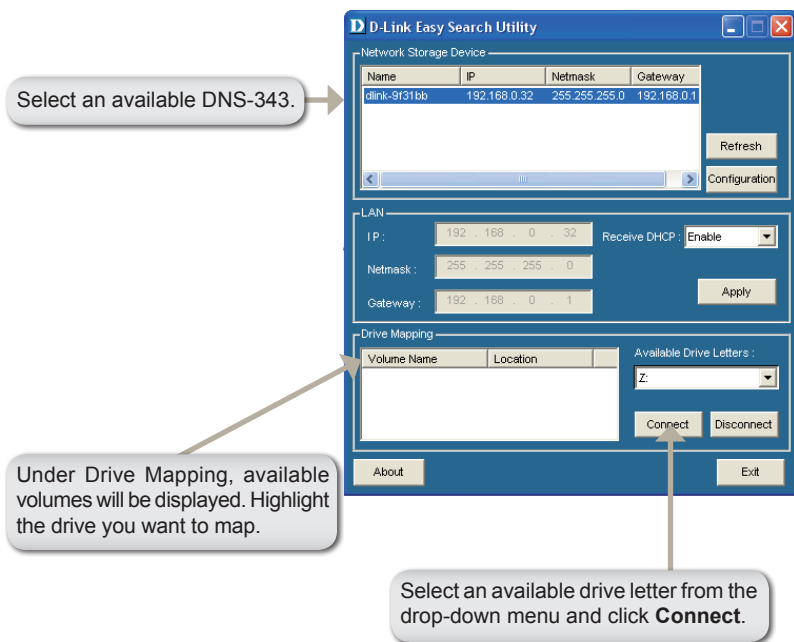 D D-Link Easy Search Utility
Network Storage Device
Name IP Netmask Gateway
dlink-9f31bb 192.168.0.32 255.255.255.0 192.168.0.1
Select an available DNS-343.
Refresh
Configuration
LAN
IP : 192 . 168 . 0 . 32 Receive DHCP : Enable
Netmask : 255 . 255 . 255 . 0
Gateway : 192 . 168 . 0 . 1 Apply
Drive Mapping
Volume Name Location
Available Drive Letters :
Z:
Connect Disconnect
About Exit
Under Drive Mapping, available
volumes will be displayed. Highlight
the drive you want to map.
Select an available drive letter from the
drop-down menu and click Connect.